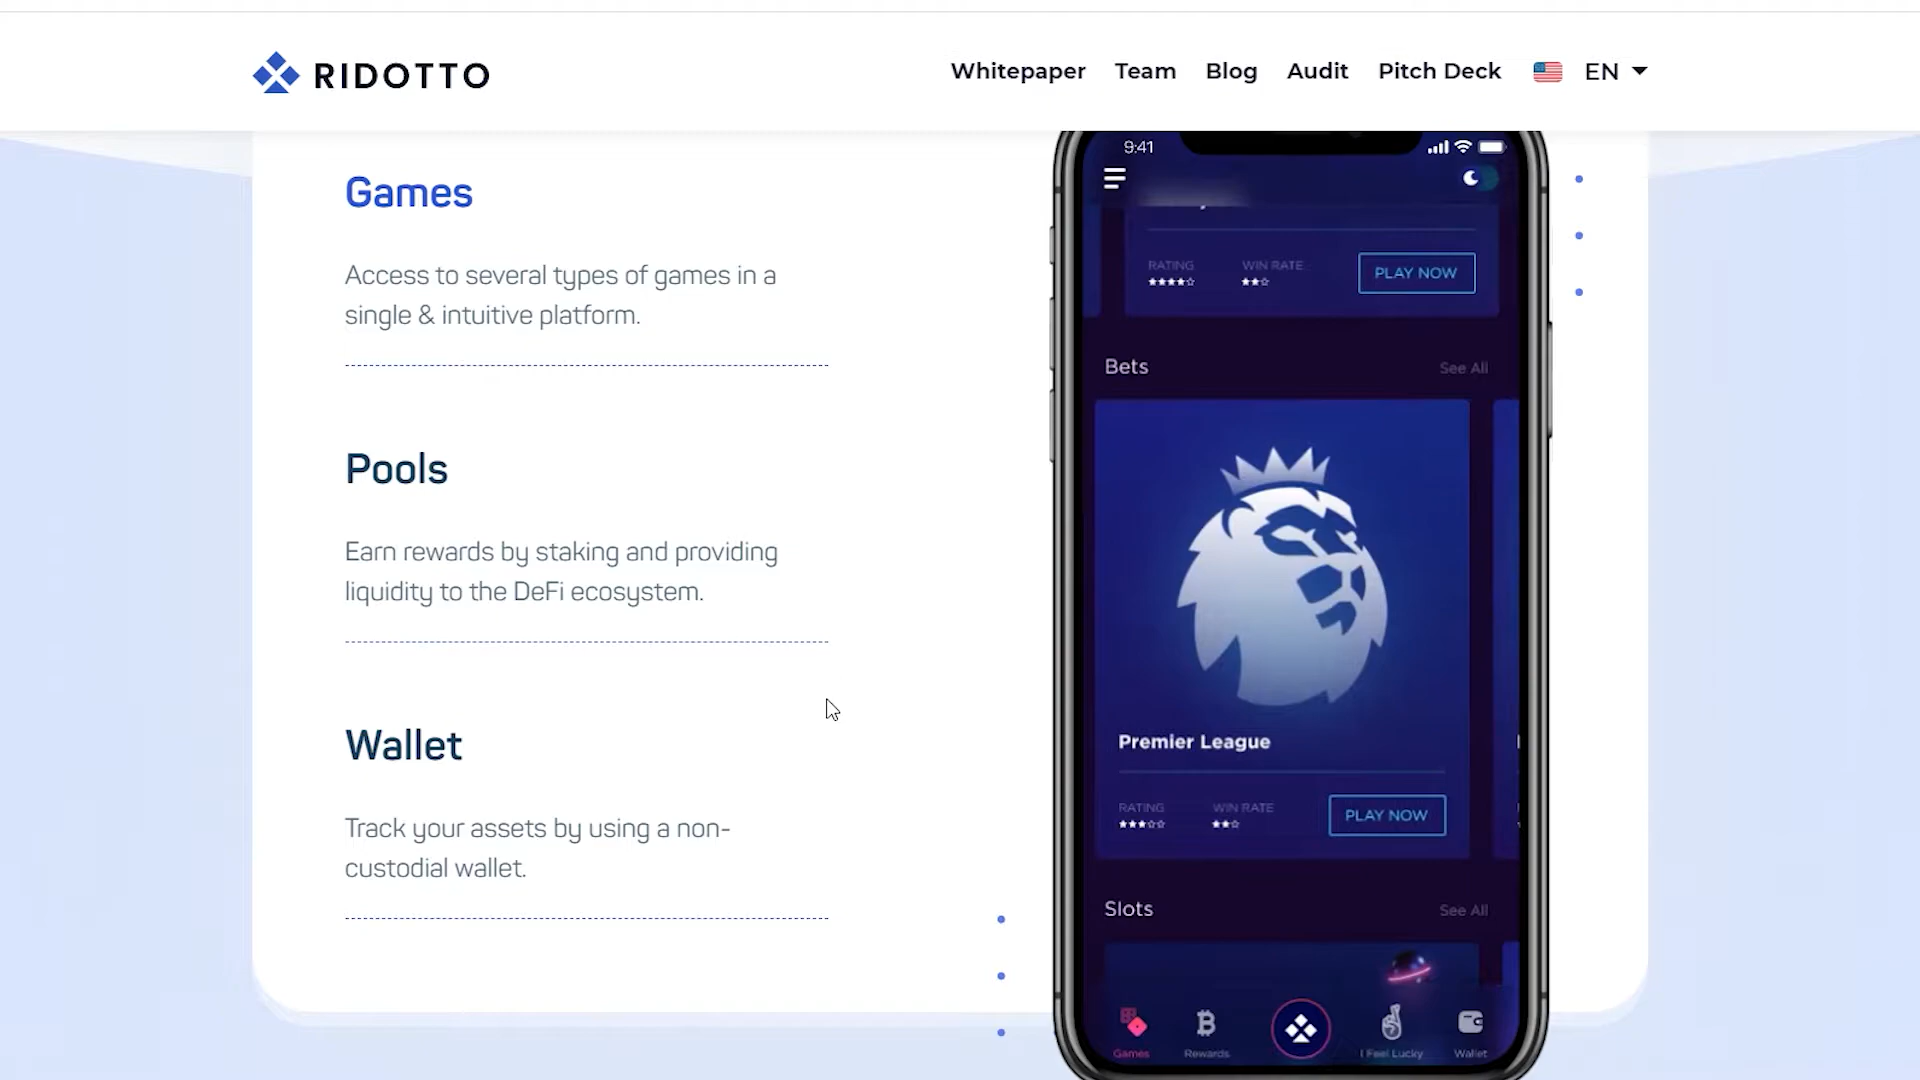 RIDOTTO
Whitepaper Team Blog Audit Pitch Deck EN
Games
Access to several types of games in a
single & intuitive platform.
Pools
Earn rewards by staking and providing
liquidity to the DeFi ecosystem.
Wallet
Track your assets by using a non-
custodial wallet.
9:41
RATING WIN RATE
PLAY NOW
Bets See All
Premier League
RATING WIN RATE
PLAY NOW
Slots See All
Games Rewards I Feel Lucky Wallet